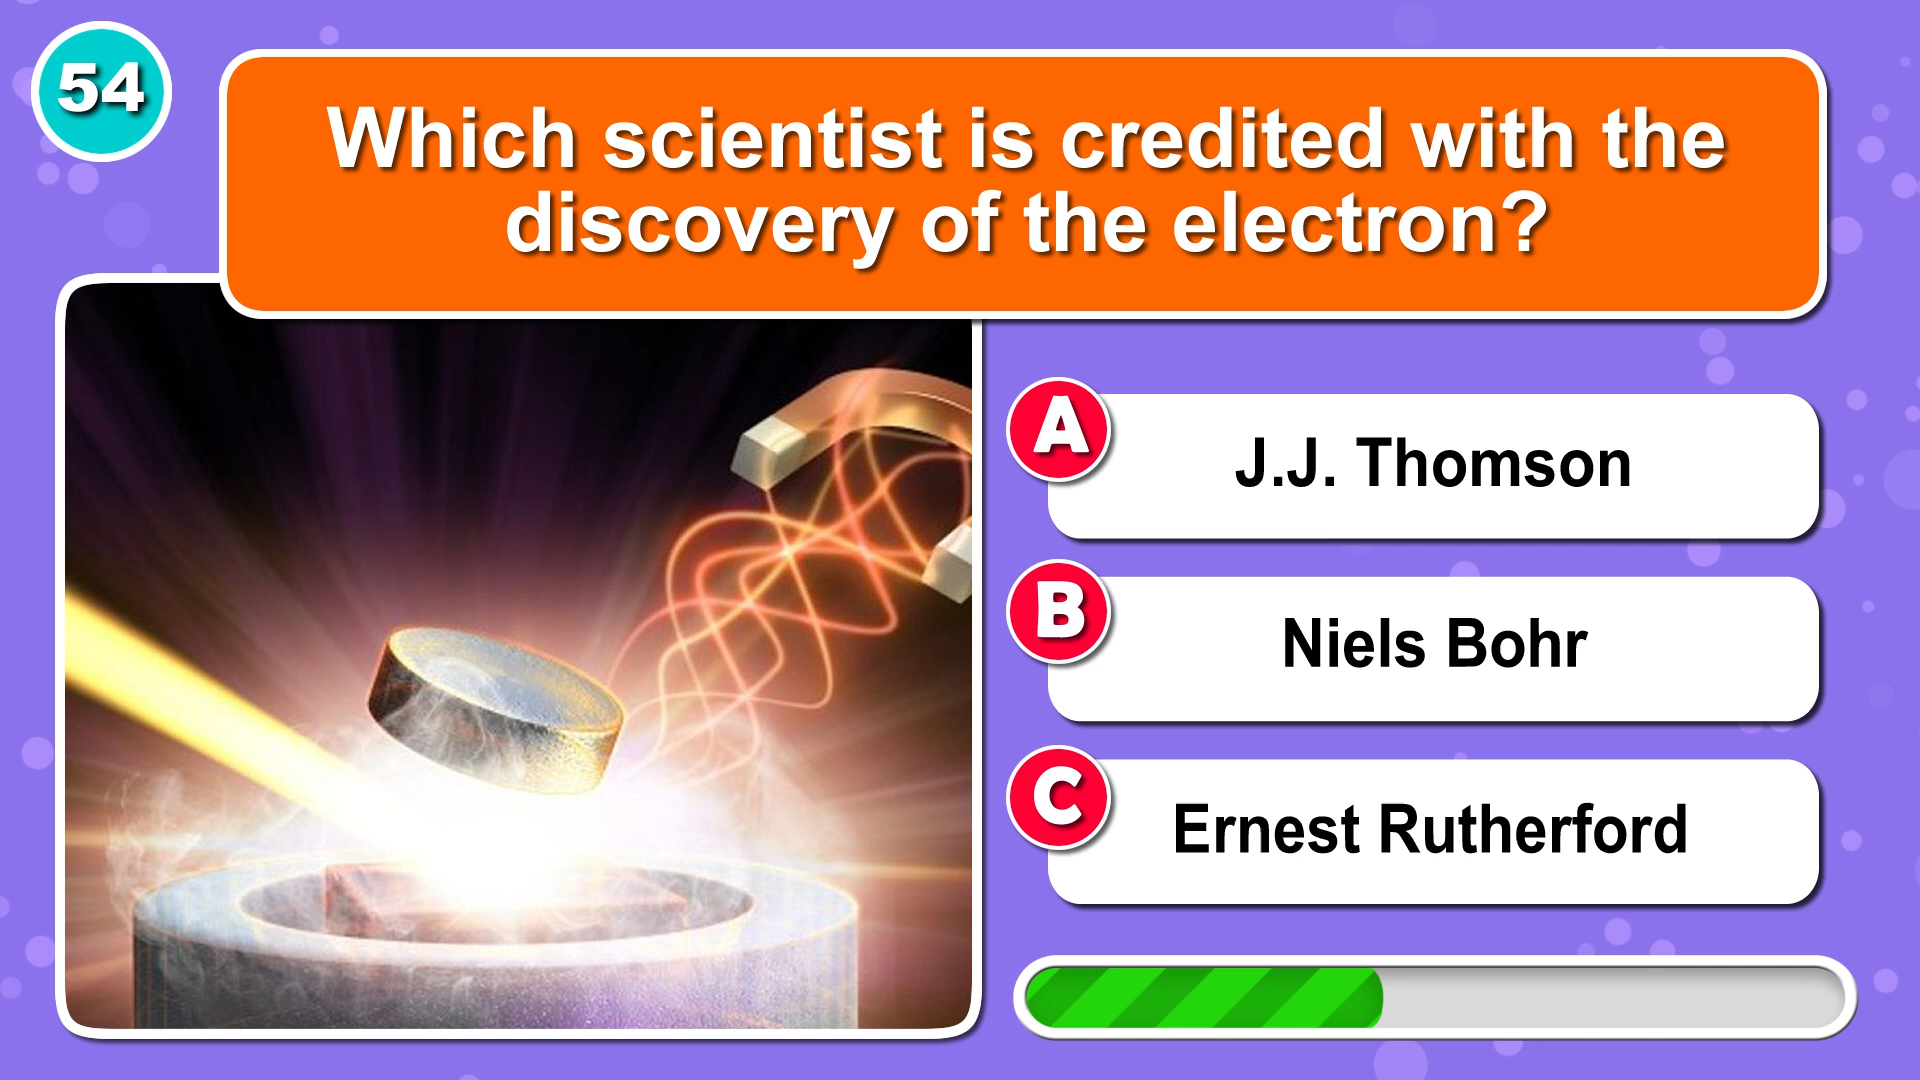 54
Which scientist is credited with the
discovery of the electron?
A
J.J. Thomson
B
Niels Bohr
C
Ernest Rutherford